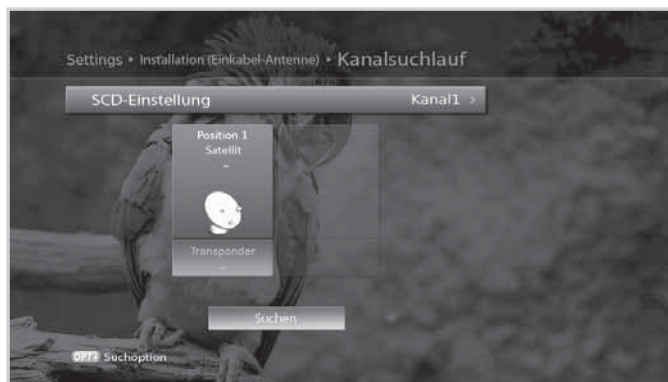 Settings ▸ Installation (Einkabel-Antenne) ▸ Kanalsuchlauf
SCD-Einstellung Kanal1 >
Position 1
Satellit
–
Transponder
–
Suchen
OPT+ Suchoption